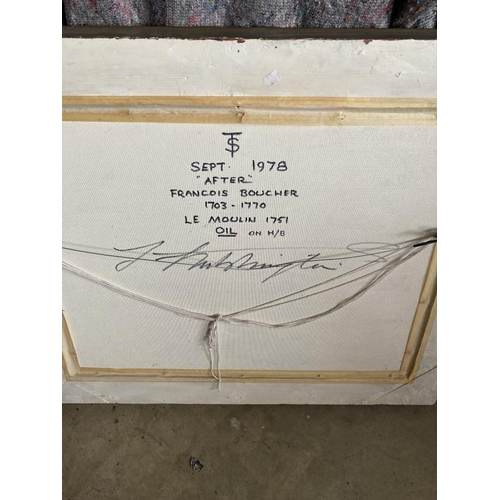 TS
SEPT. 1978
"AFTER"
FRANCOIS BOUCHER
1703 - 1770
LE MOULIN 1751
OIL ON H/B